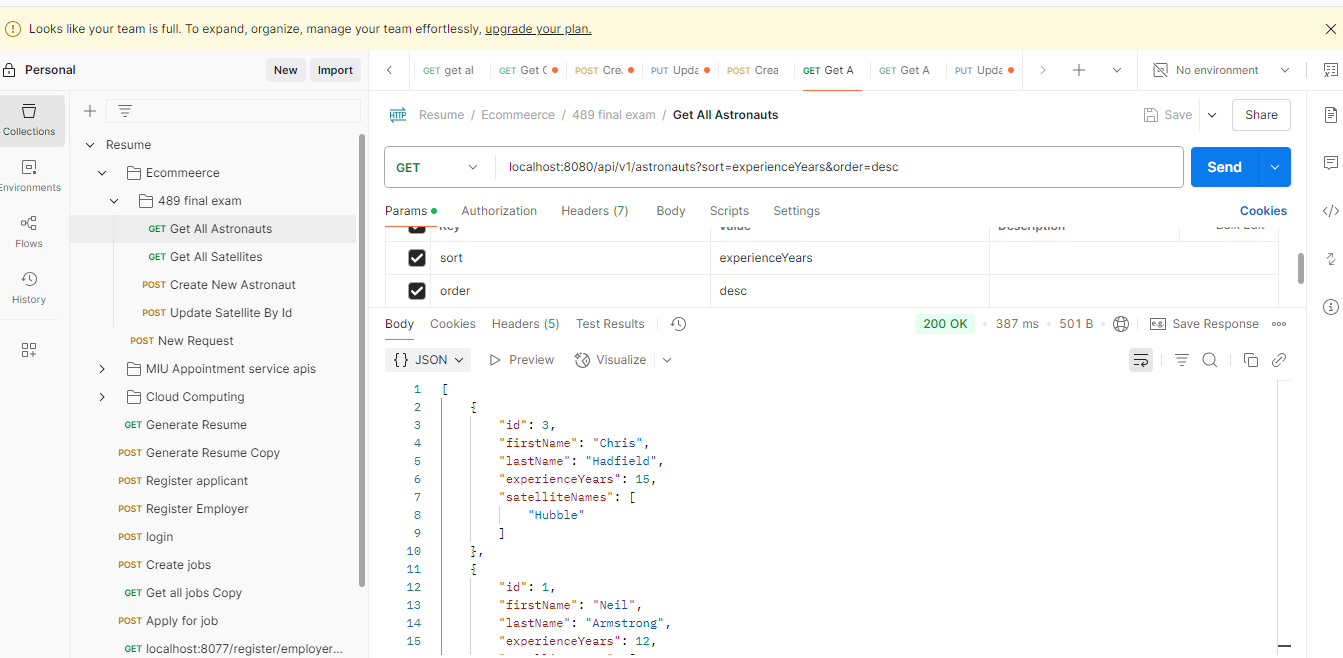 Looks like your team is full. To expand, organize, manage your team effortlessly, upgrade your plan.
Personal
New
Import
GET get al
GET Get C
POST Cre
PUT Upda
POST Crea
GET Get A
GET Get A
PUT Upda
No environment
Collections
Environments
Flows
History
Resume
Ecommeerce
489 final exam
GET Get All Astronauts
GET Get All Satellites
POST Create New Astronaut
POST Update Satellite By Id
POST New Request
MIU Appointment service apis
Cloud Computing
GET Generate Resume
POST Generate Resume Copy
POST Register applicant
POST Register Employer
POST login
POST Create jobs
GET Get all jobs Copy
POST Apply for job
GET localhost:8077/register/employer...
HTTP Resume / Ecommeerce / 489 final exam / Get All Astronauts
Save
Share
GET
localhost:8080/api/v1/astronauts?sort=experienceYears&order=desc
Send
Params
Authorization
Headers (7)
Body
Scripts
Settings
Cookies
Key
Value
Description
Bulk Edit
sort
experienceYears
order
desc
Body
Cookies
Headers (5)
Test Results
200 OK
387 ms
501 B
e.g.
Save Response
{} JSON
Preview
Visualize
1 [
2 {
3 "id": 3,
4 "firstName": "Chris",
5 "lastName": "Hadfield",
6 "experienceYears": 15,
7 "satelliteNames": [
8 "Hubble"
9 ]
10 },
11 {
12 "id": 1,
13 "firstName": "Neil",
14 "lastName": "Armstrong",
15 "experienceYears": 12,